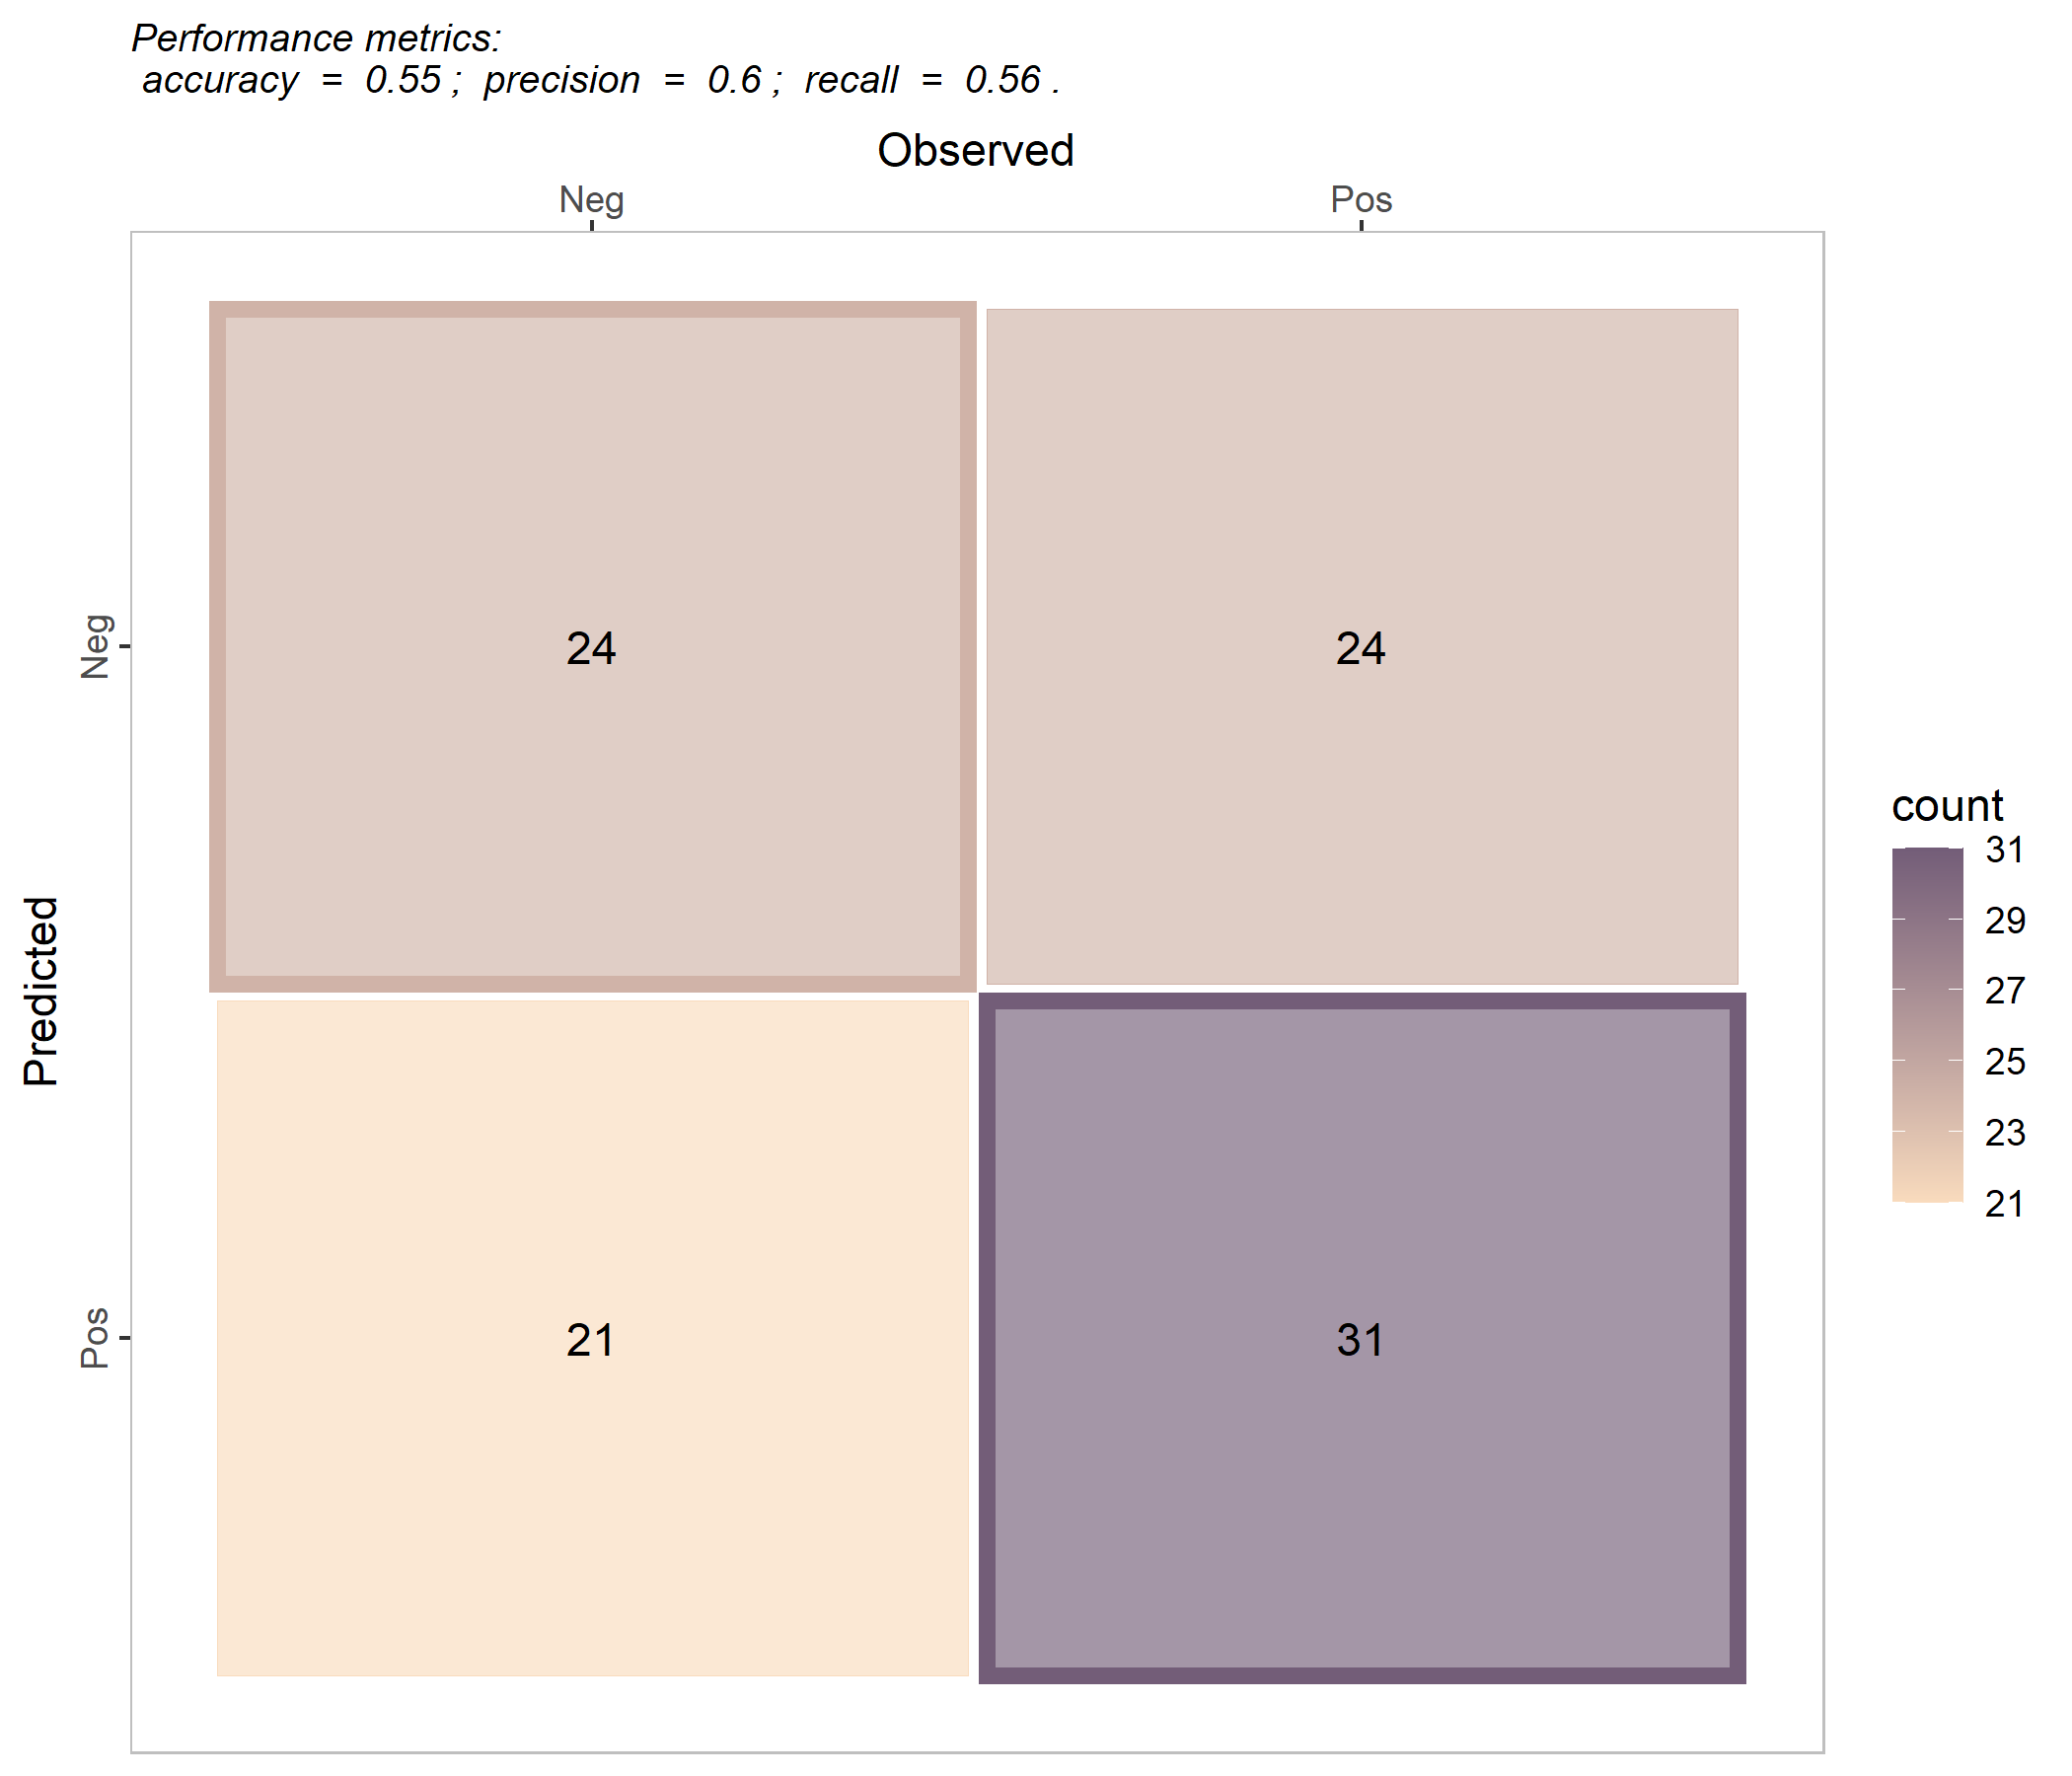 Performance metrics:
accuracy = 0.55 ; precision = 0.6 ; recall = 0.56 .
Observed
Neg Pos
Neg
24 24
Predicted
Pos
21 31
count
31
29
27
25
23
21